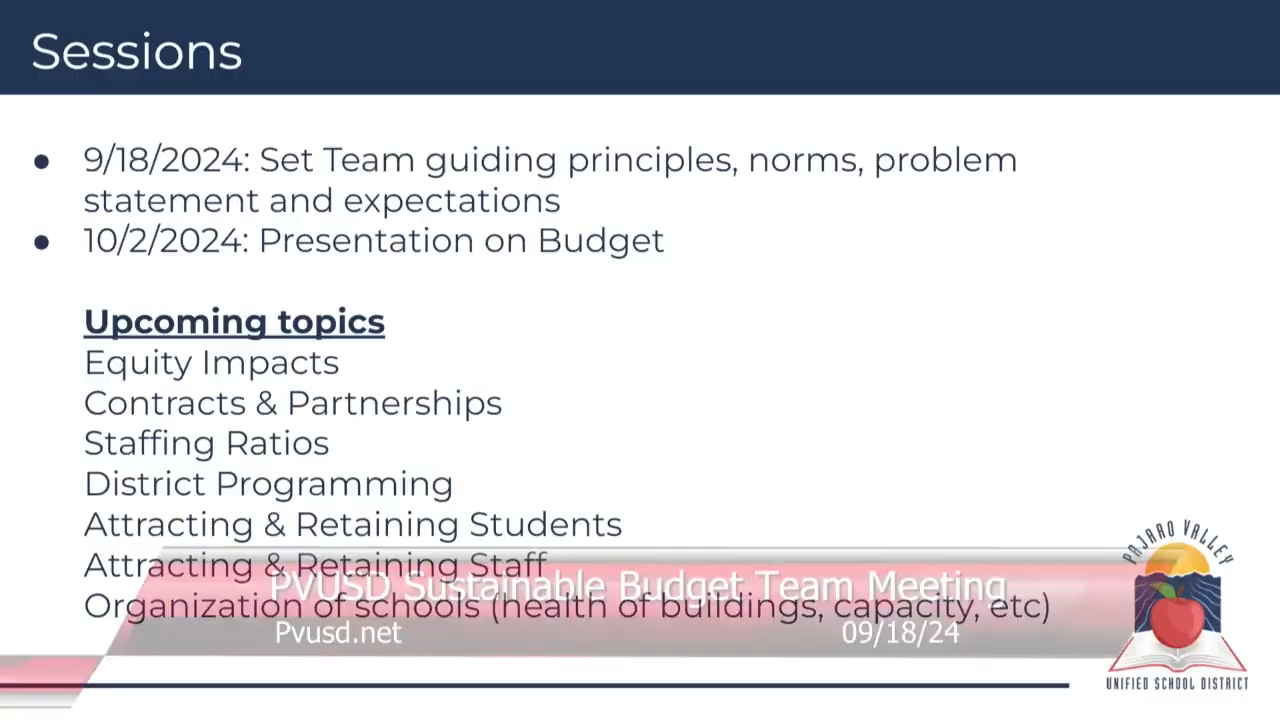 Sessions
● 9/18/2024: Set Team guiding principles, norms, problem
statement and expectations
● 10/2/2024: Presentation on Budget
Upcoming topics
Equity Impacts
Contracts & Partnerships
Staffing Ratios
District Programming
Attracting & Retaining Students
Attracting & Retaining Staff
PVUSD Sustainable Budget Team Meeting
Organization of schools (health of buildings, capacity, etc)
Pvusd.net 09/18/24
PAJARO VALLEY
UNIFIED SCHOOL DISTRICT